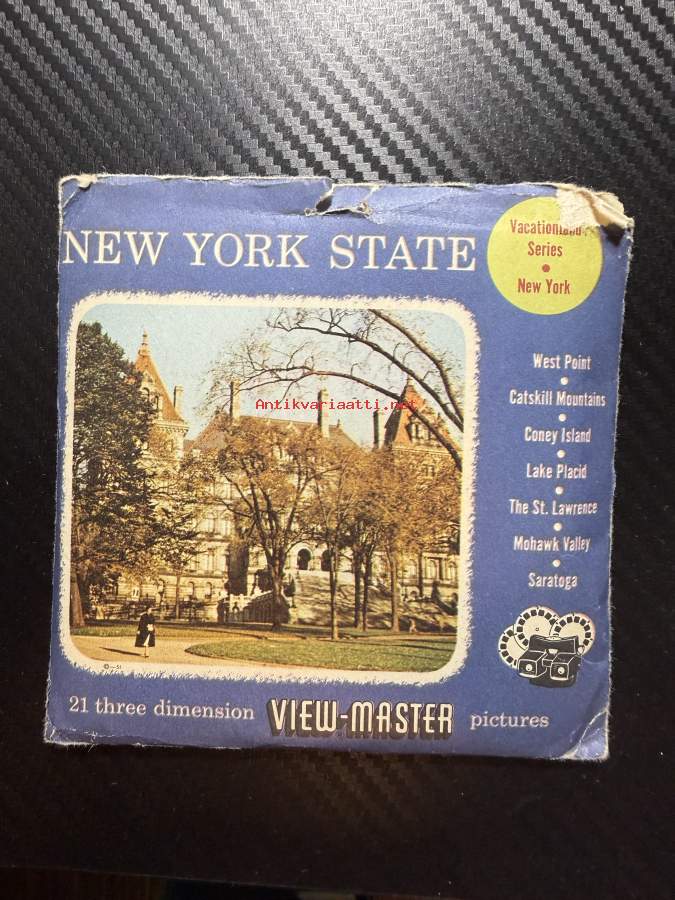 NEW YORK STATE
Vacationland
Series
•
New York
West Point
•
Catskill Mountains
•
Coney Island
•
Lake Placid
•
The St. Lawrence
•
Mohawk Valley
•
Saratoga
Antikvariaatti.net
©—S1
21 three dimension VIEW-MASTER pictures